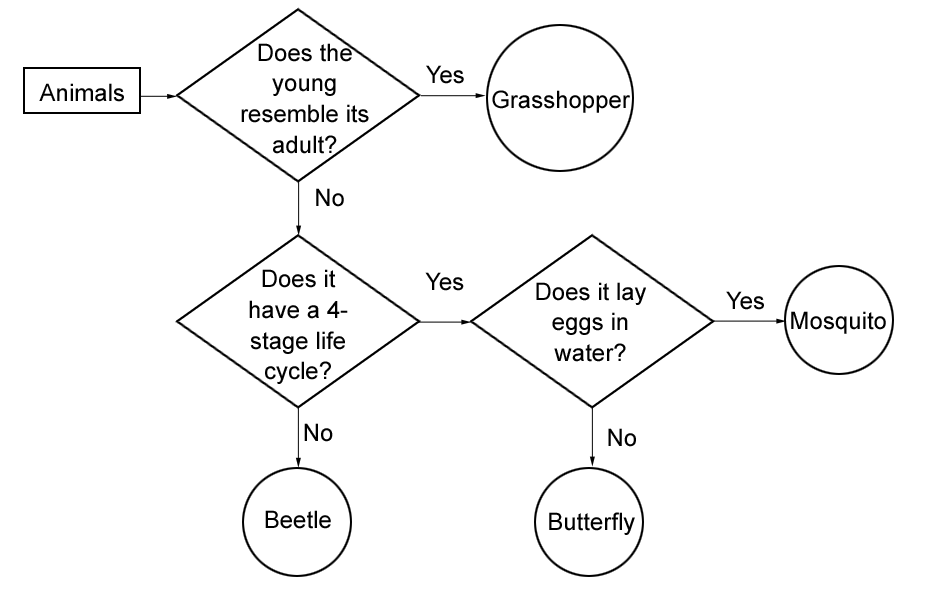 Animals
Does the
young
resemble its
adult?
Yes
Grasshopper
No
Does it
have a 4-
stage life
cycle?
Yes
Does it lay
eggs in
water?
Yes
Mosquito
No
Beetle
No
Butterfly